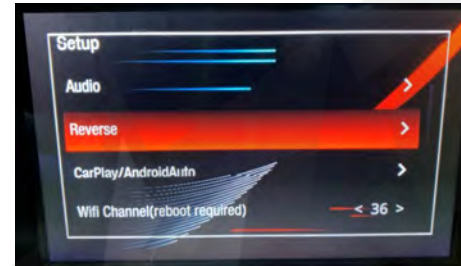 Setup
Audio >
Reverse >
CarPlay/AndroidAuto >
Wifi Channel(reboot required) < 36 >